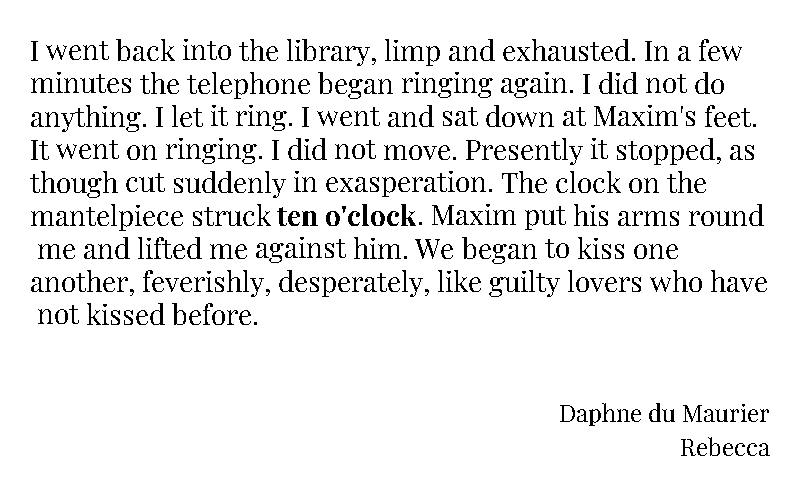 I went back into the library, limp and exhausted. In a few
minutes the telephone began ringing again. I did not do
anything. I let it ring. I went and sat down at Maxim's feet.
It went on ringing. I did not move. Presently it stopped, as
though cut suddenly in exasperation. The clock on the
mantelpiece struck ten o'clock. Maxim put his arms round
me and lifted me against him. We began to kiss one
another, feverishly, desperately, like guilty lovers who have
not kissed before.
Daphne du Maurier
Rebecca